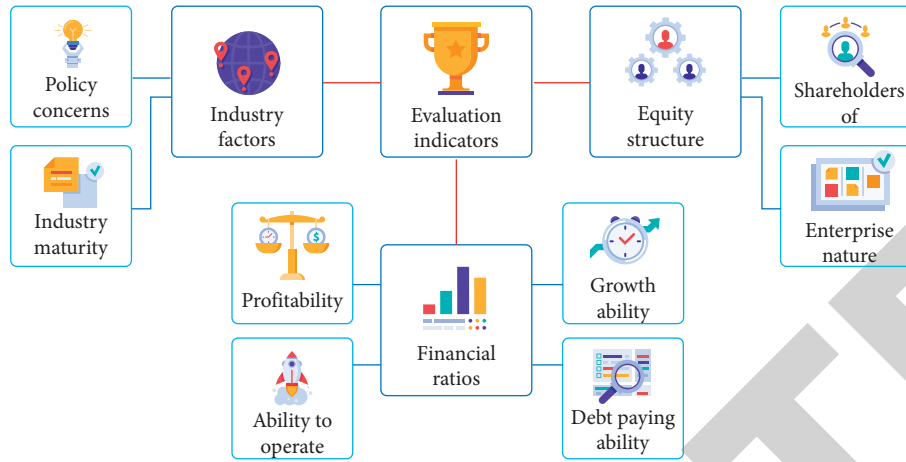 Policy
concerns
Industry
maturity
Industry
factors
Evaluation
indicators
Equity
structure
Shareholders
of
Enterprise
nature
Profitability
Ability to
operate
Financial
ratios
Growth
ability
Debt paying
ability